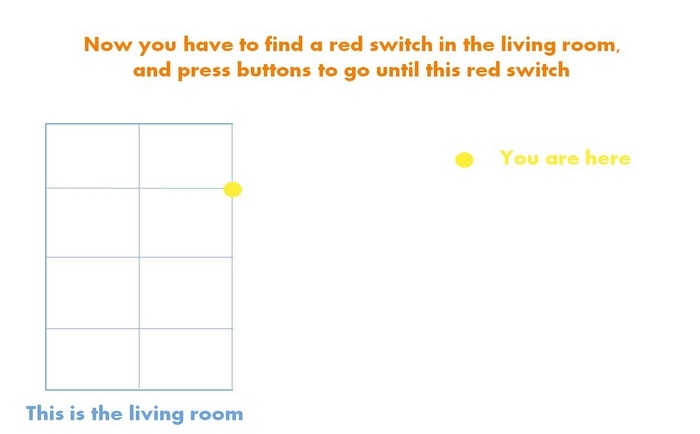 Now you have to find a red switch in the living room,
and press buttons to go until this red switch
You are here
This is the living room